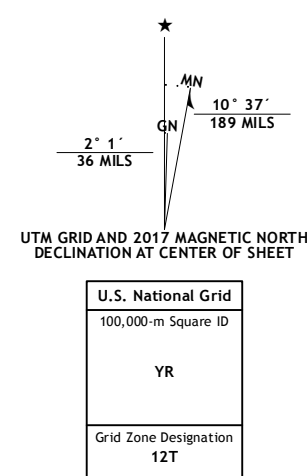 ★
MN
GN
10° 37´
189 MILS
2° 1´
36 MILS
UTM GRID AND 2017 MAGNETIC NORTH
DECLINATION AT CENTER OF SHEET
U.S. National Grid
100,000-m Square ID
YR
Grid Zone Designation
12T